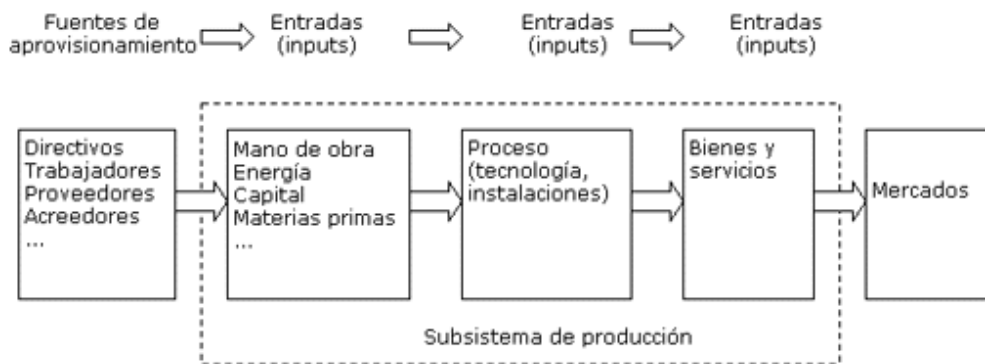 Fuentes de
aprovisionamiento
Entradas
(inputs)
Entradas
(inputs)
Entradas
(inputs)
Directivos
Trabajadores
Proveedores
Acreedores
...
Mano de obra
Energía
Capital
Materias primas
...
Proceso
(tecnología,
instalaciones)
Bienes y
servicios
Mercados
Subsistema de producción